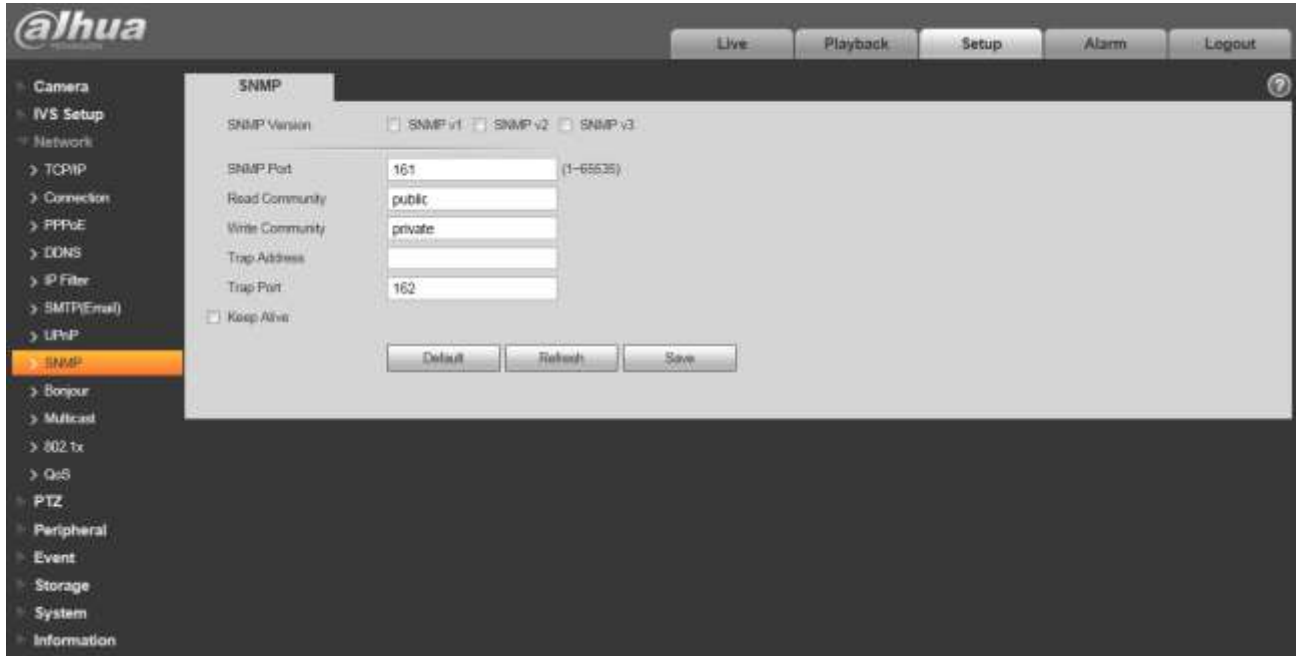 alhua
TECHNOLOGY
Live Playback Setup Alarm Logout
Camera
IVS Setup
Network
TCP/IP
Connection
PPPoE
DDNS
IP Filter
SMTP(Email)
UPnP
SNMP
Bonjour
Multicast
802.1x
QoS
PTZ
Peripheral
Event
Storage
System
Information
SNMP ?
SNMP Version SNMP v1 SNMP v2 SNMP v3
SNMP Port 161 (1~65535)
Read Community public
Write Community private
Trap Address
Trap Port 162
Keep Alive
Default Refresh Save